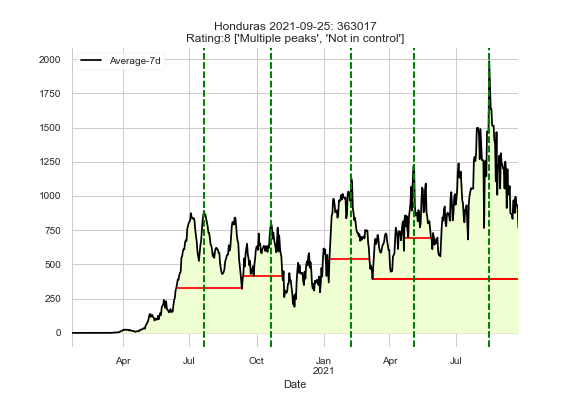 Honduras 2021-09-25: 363017
Rating:8 ['Multiple peaks', 'Not in control']
Average-7d
2000
1750
1500
1250
1000
750
500
250
0
Apr Jul Oct Jan Apr Jul
2021
Date